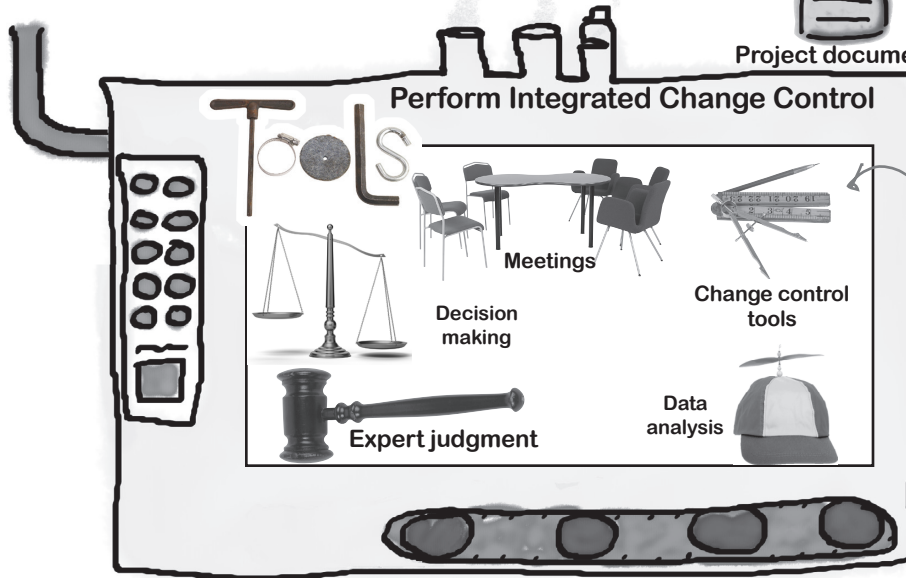 Project docume
Perform Integrated Change Control
TooLS
Meetings
Change control
tools
Decision
making
Data
analysis
Expert judgment